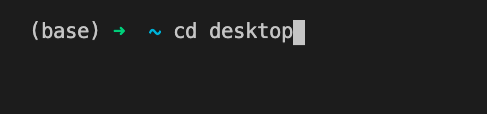 (base) ➜ ~ cd desktop